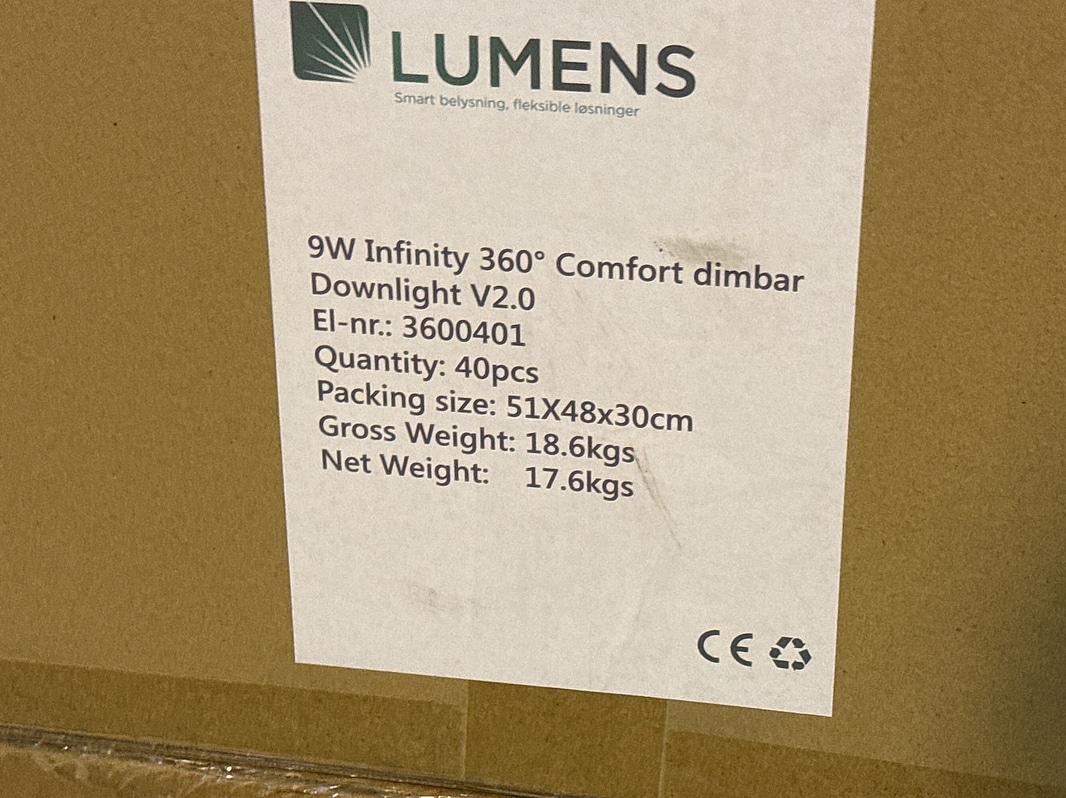 LUMENS
Smart belysning, fleksible løsninger
9W Infinity 360° Comfort dimbar
Downlight V2.0
El-nr.: 3600401
Quantity: 40pcs
Packing size: 51X48x30cm
Gross Weight: 18.6kgs
Net Weight: 17.6kgs
CE